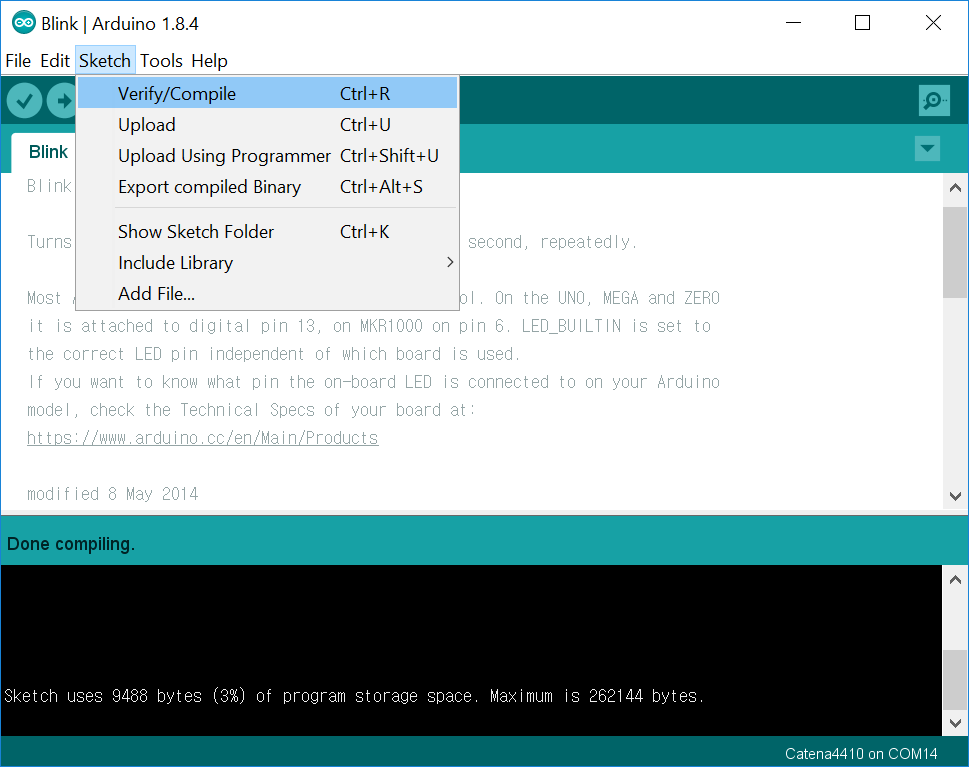 Blink | Arduino 1.8.4
File Edit Sketch Tools Help
Verify/Compile Ctrl+R
Upload Ctrl+U
Upload Using Programmer Ctrl+Shift+U
Export compiled Binary Ctrl+Alt+S
Show Sketch Folder Ctrl+K
Include Library
Add File...
Blink
Blink
Turns second, repeatedly.
Most ol. On the UNO, MEGA and ZERO
it is attached to digital pin 13, on MKR1000 on pin 6. LED_BUILTIN is set to
the correct LED pin independent of which board is used.
If you want to know what pin the on-board LED is connected to on your Arduino
model, check the Technical Specs of your board at:
https://www.arduino.cc/en/Main/Products
modified 8 May 2014
Done compiling.
Sketch uses 9488 bytes (3%) of program storage space. Maximum is 262144 bytes.
Catena4410 on COM14